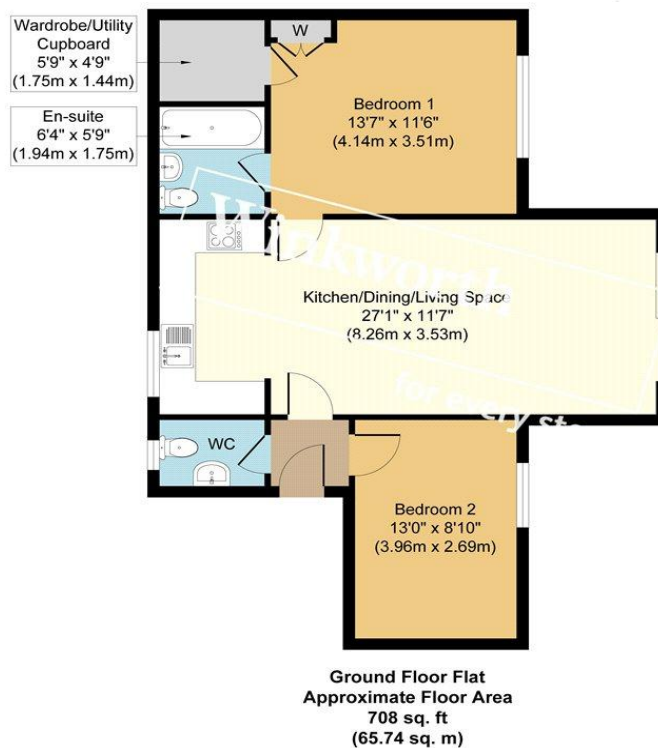 Wardrobe/Utility
Cupboard
5'9" x 4'9"
(1.75m x 1.44m)
W
En-suite
6'4" x 5'9"
(1.94m x 1.75m)
Bedroom 1
13'7" x 11'6"
(4.14m x 3.51m)
Winkworth
Kitchen/Dining/Living Space
27'1" x 11'7"
(8.26m x 3.53m)
for every
WC
Bedroom 2
13'0" x 8'10"
(3.96m x 2.69m)
Ground Floor Flat
Approximate Floor Area
708 sq. ft
(65.74 sq. m)